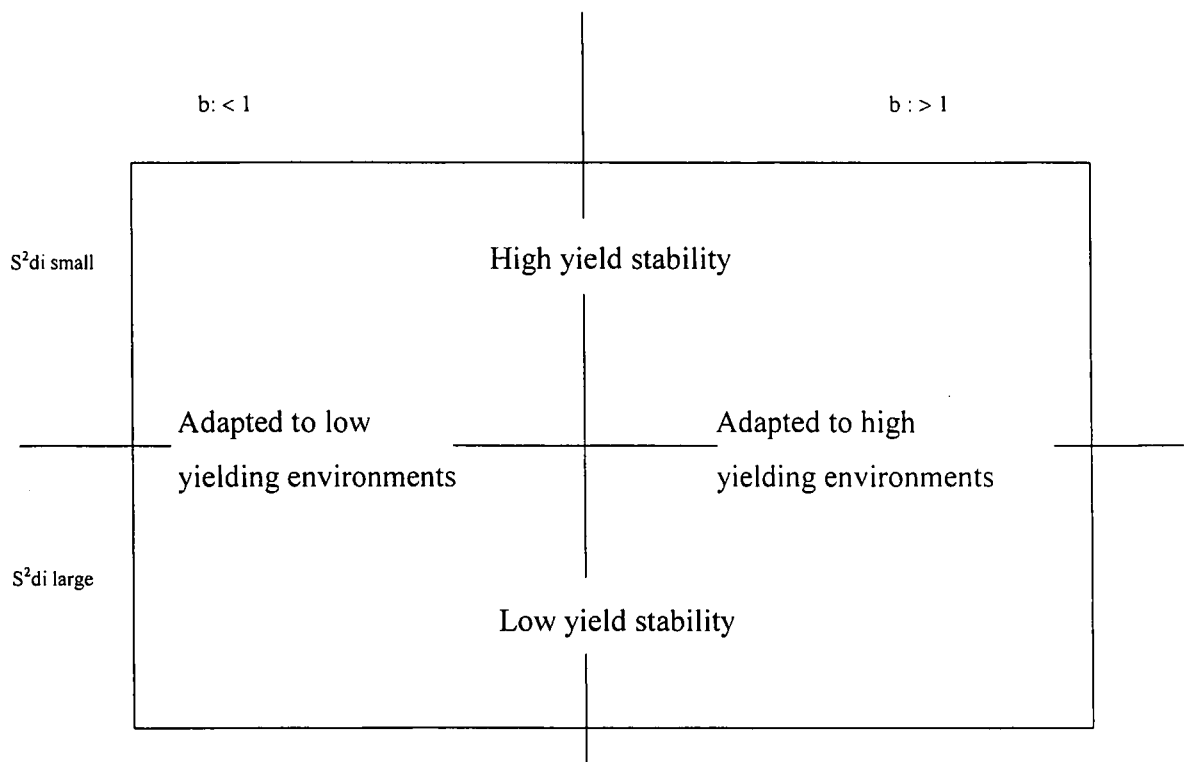 b: < 1
b : > 1
S²di small
High yield stability
Adapted to low
yielding environments
Adapted to high
yielding environments
S²di large
Low yield stability